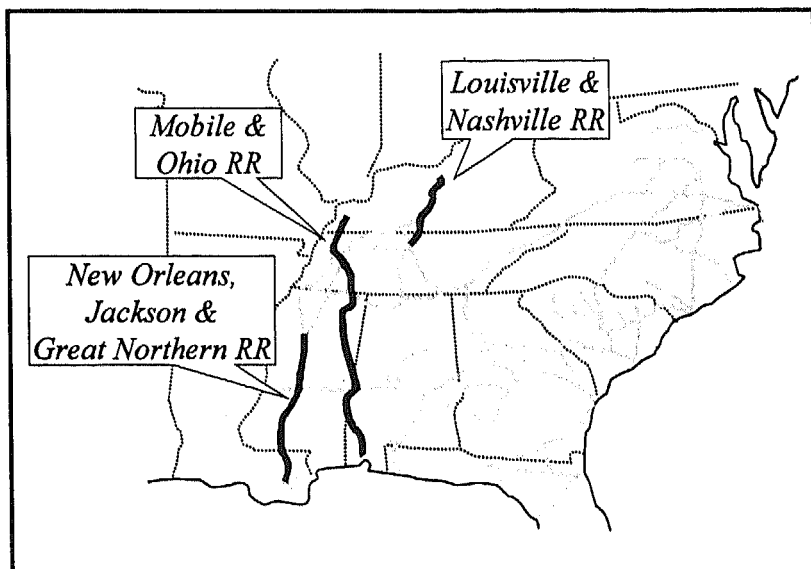 Louisville &
Nashville RR
Mobile &
Ohio RR
New Orleans,
Jackson &
Great Northern RR